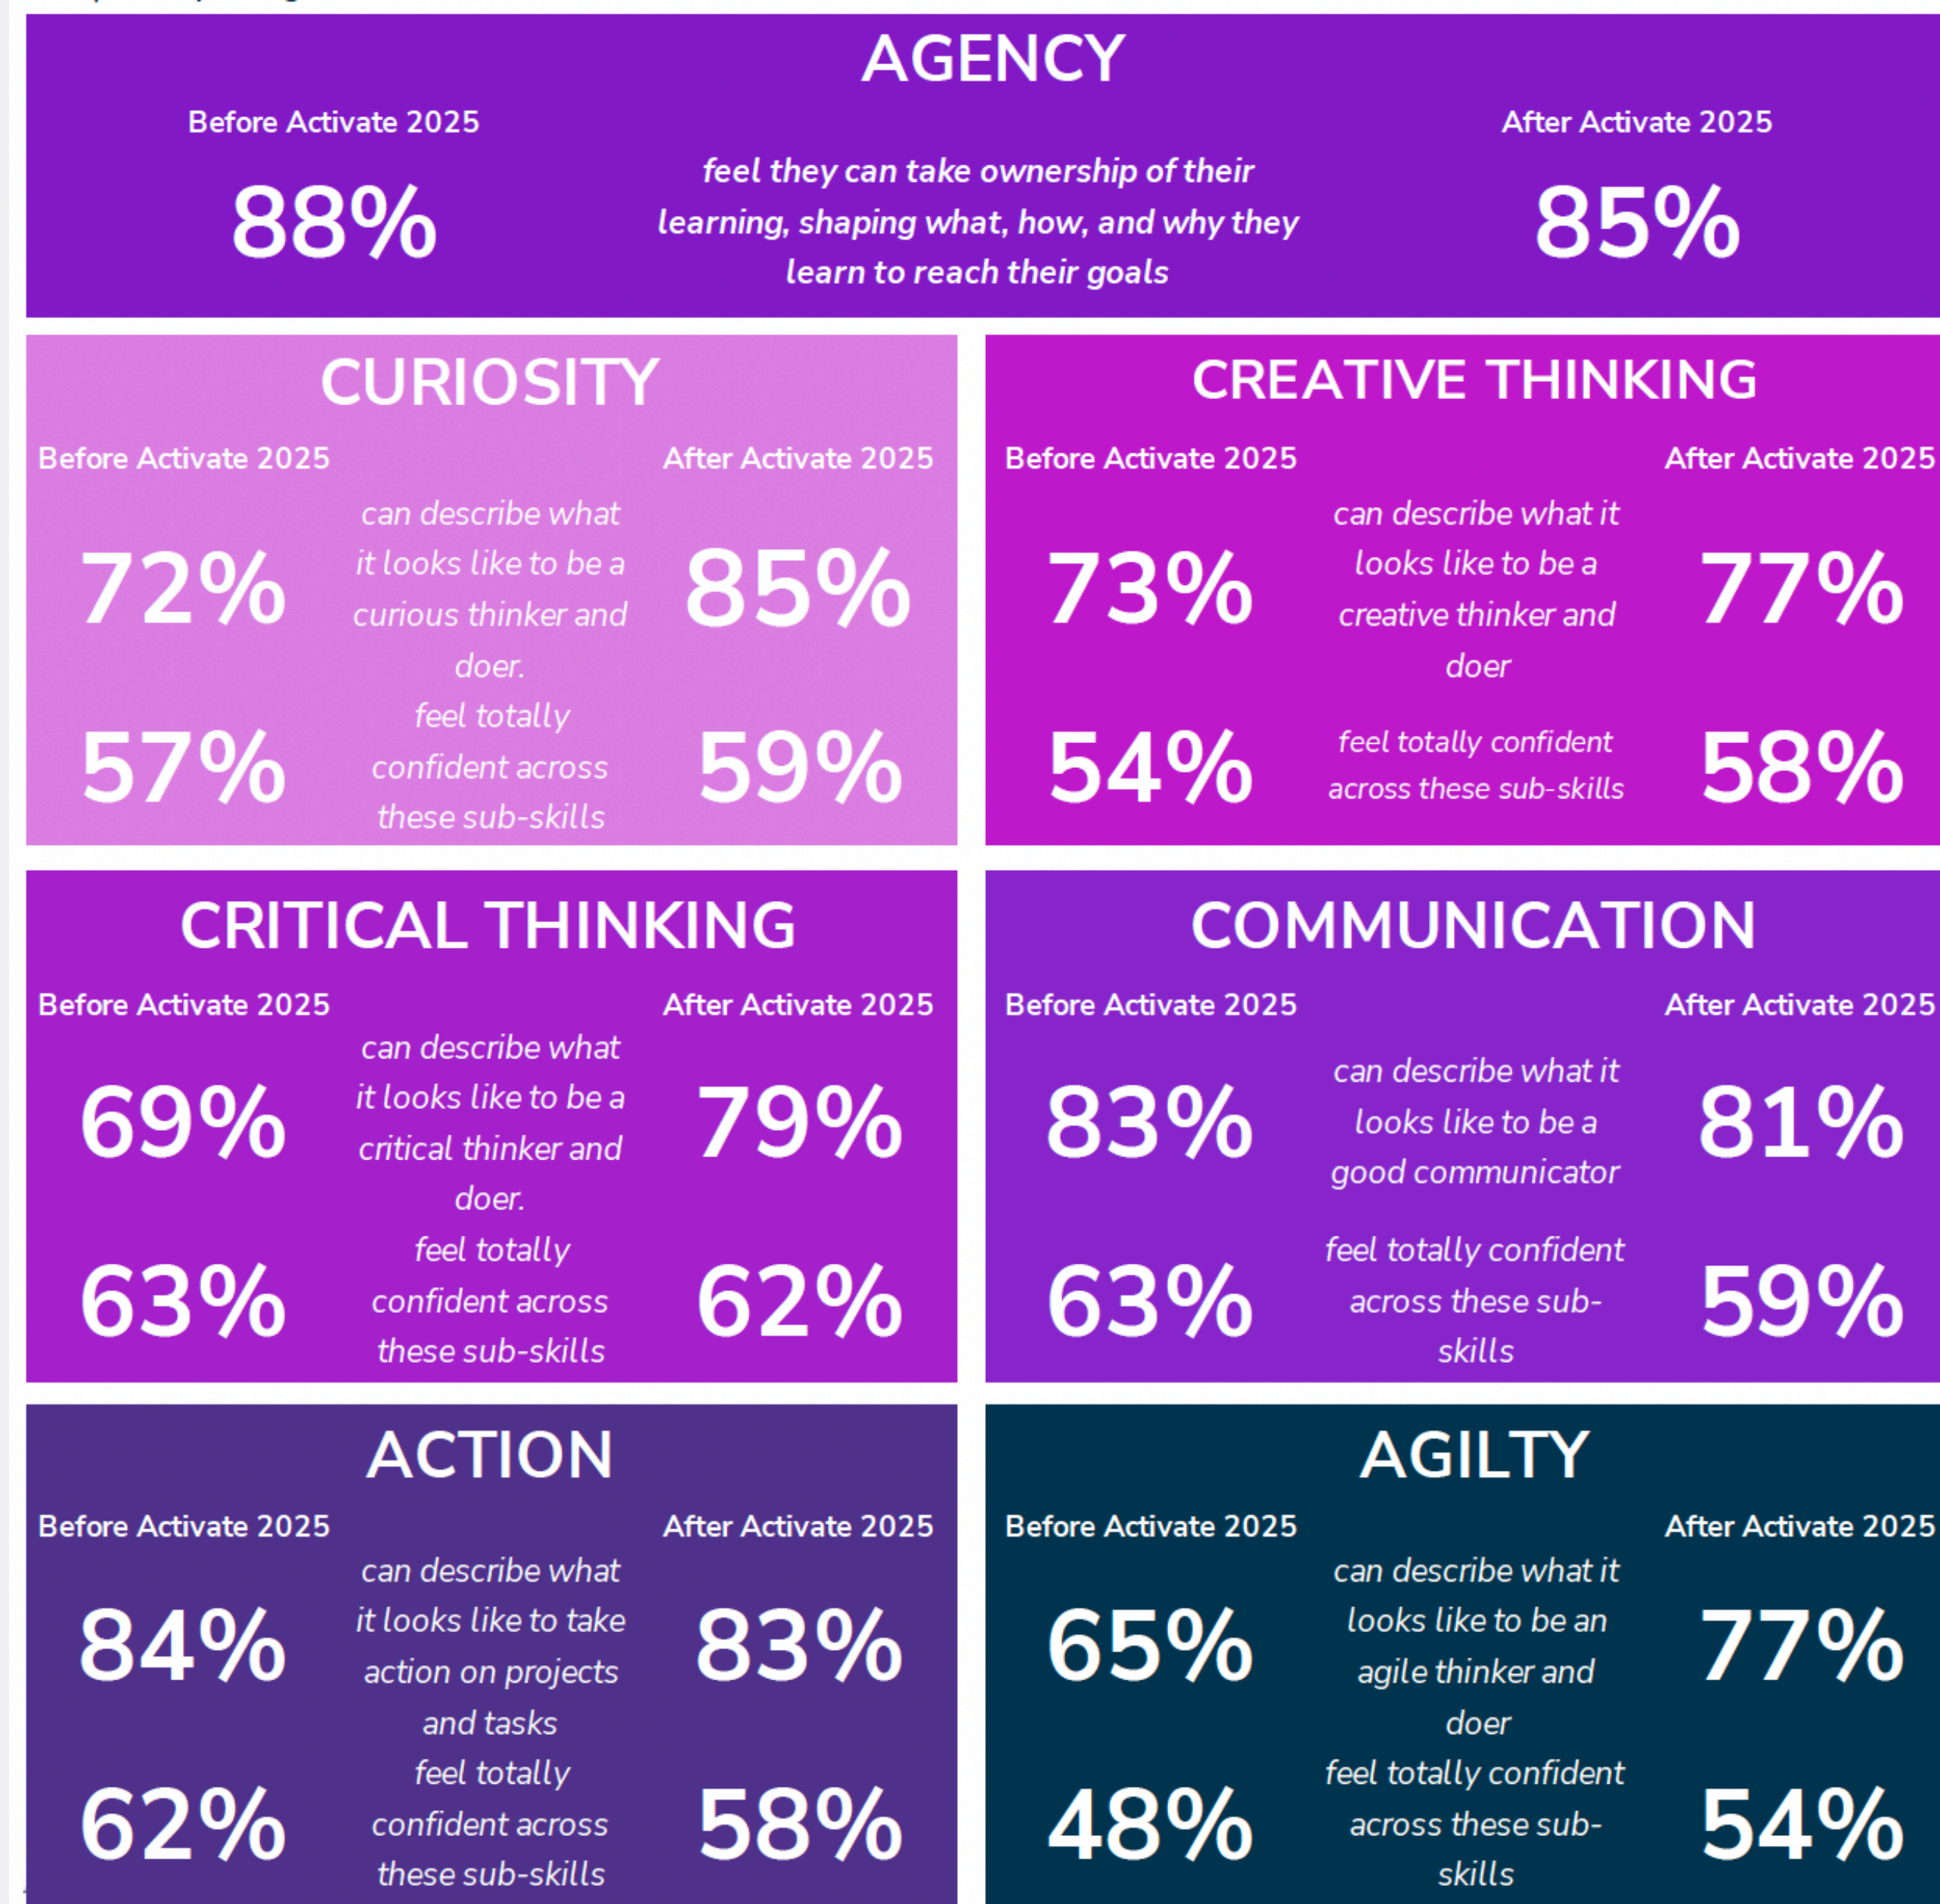 AGENCY
Before Activate 2025
After Activate 2025
88%
feel they can take ownership of their
learning, shaping what, how, and why they
learn to reach their goals
85%
CURIOSITY
Before Activate 2025
After Activate 2025
72%
can describe what
it looks like to be a
curious thinker and
doer.
85%
57%
feel totally
confident across
these sub-skills
59%
CREATIVE THINKING
Before Activate 2025
After Activate 2025
73%
can describe what it
looks like to be a
creative thinker and
doer
77%
54%
feel totally confident
across these sub-skills
58%
CRITICAL THINKING
Before Activate 2025
After Activate 2025
69%
can describe what
it looks like to be a
critical thinker and
doer.
79%
63%
feel totally
confident across
these sub-skills
62%
COMMUNICATION
Before Activate 2025
After Activate 2025
83%
can describe what it
looks like to be a
good communicator
81%
63%
feel totally confident
across these sub-
skills
59%
ACTION
Before Activate 2025
After Activate 2025
84%
can describe what
it looks like to take
action on projects
and tasks
83%
62%
feel totally
confident across
these sub-skills
58%
AGILTY
Before Activate 2025
After Activate 2025
65%
can describe what it
looks like to be an
agile thinker and
doer
77%
48%
feel totally confident
across these sub-
skills
54%